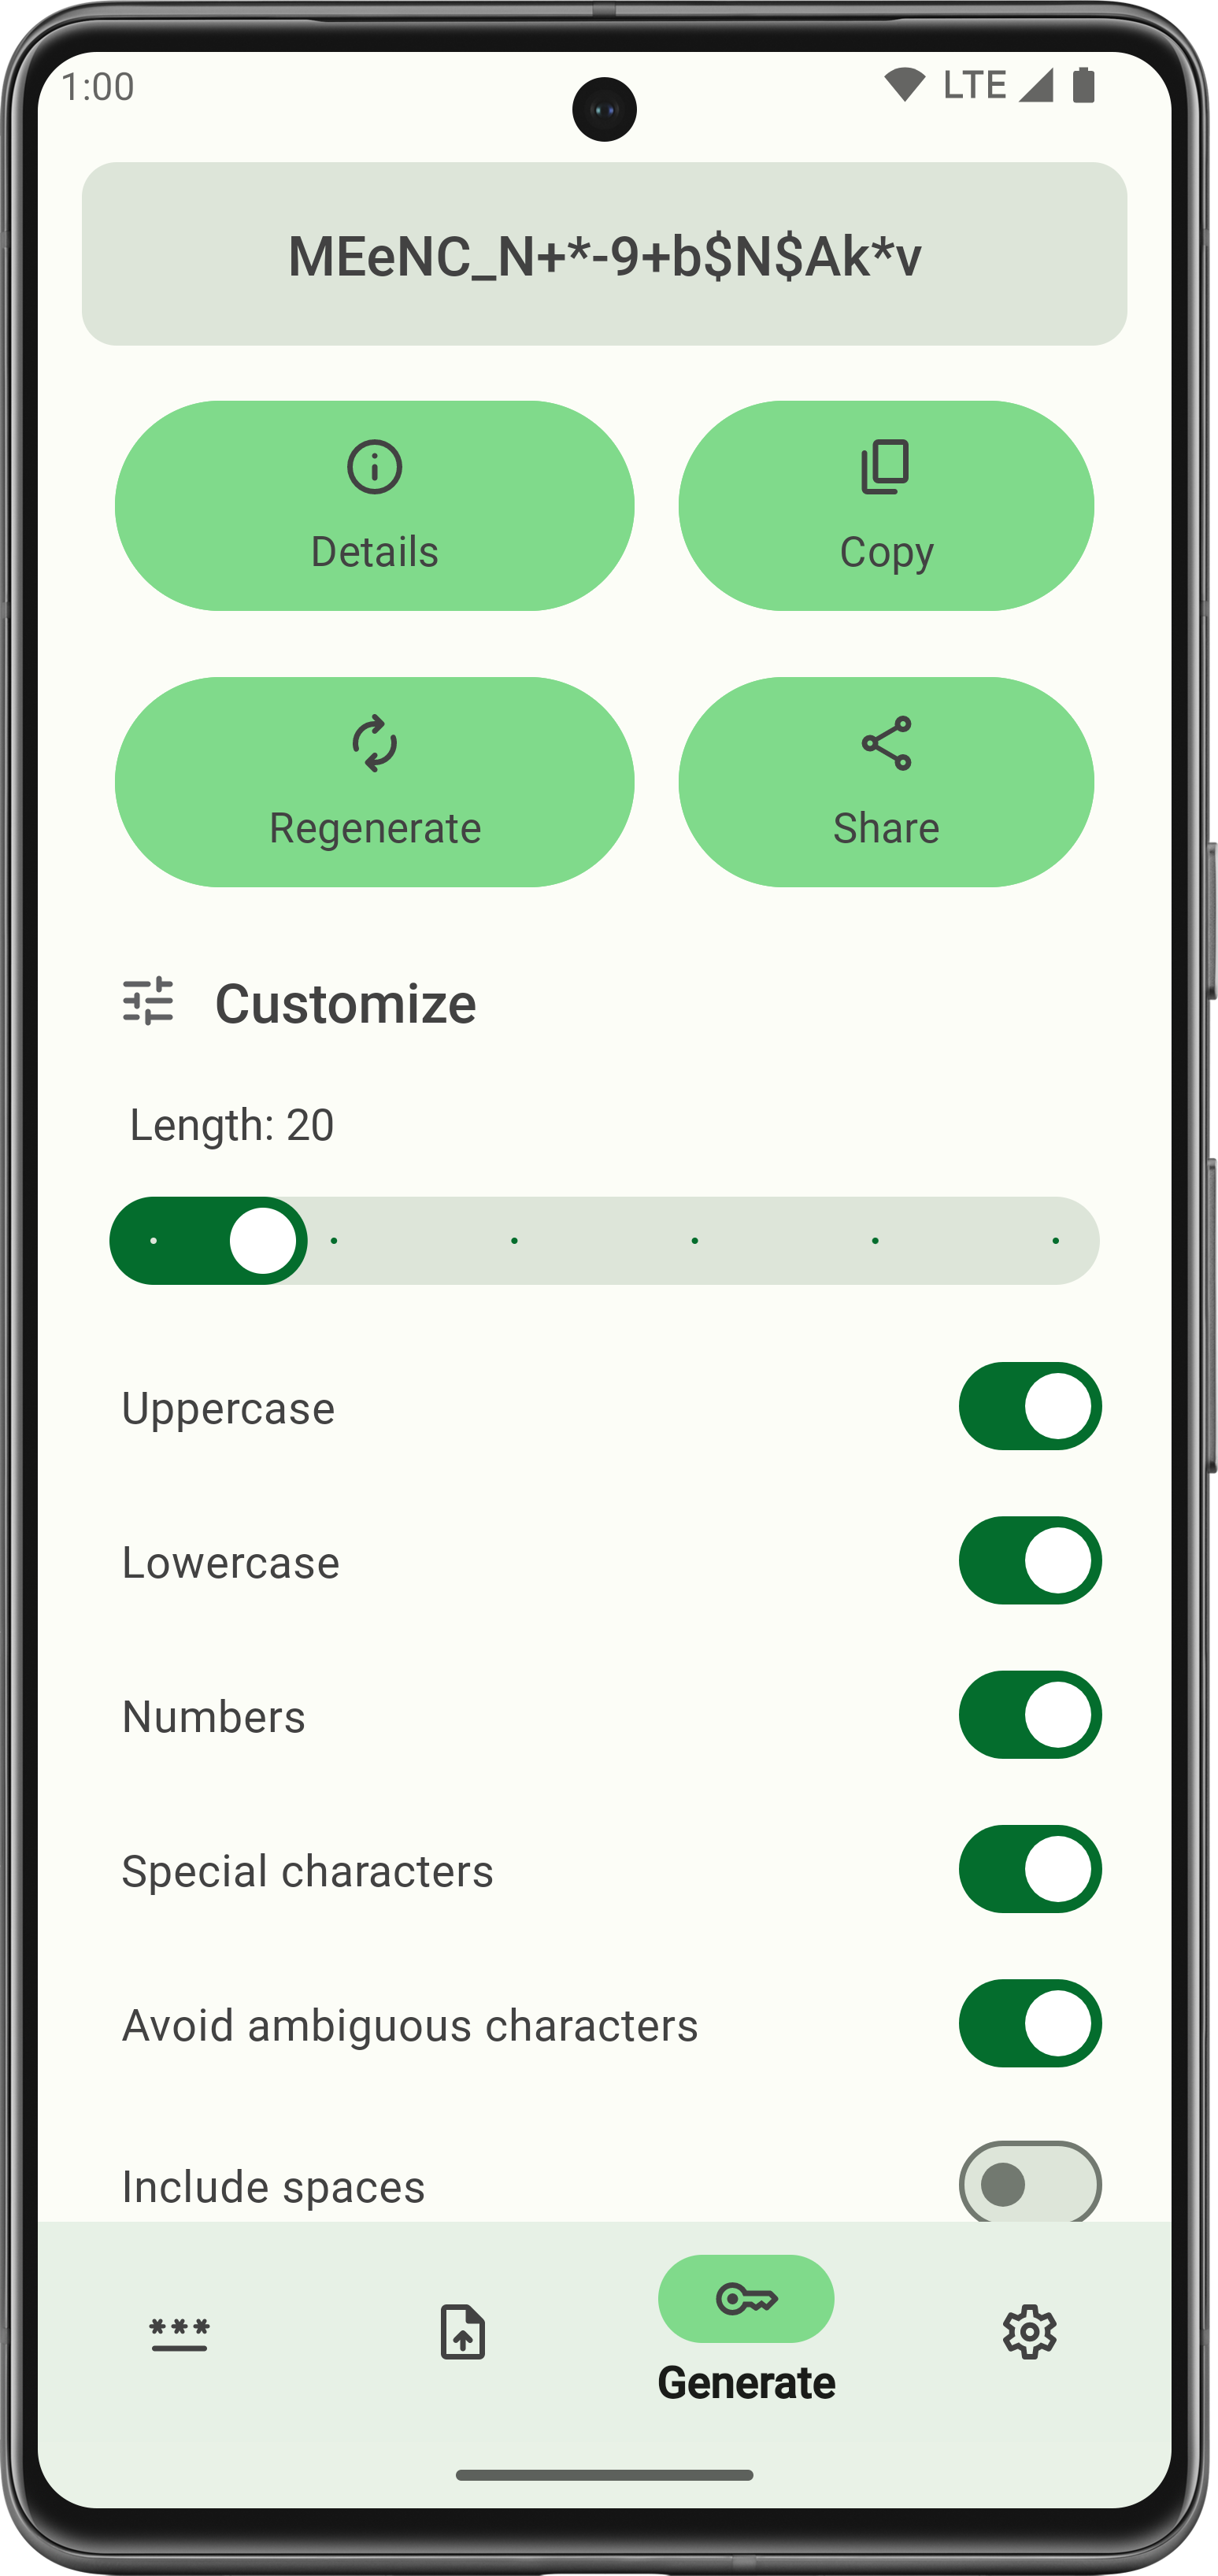 1:00 LTE
MEeNC_N+*-9+b$N$Ak*v
Details Copy
Regenerate Share
Customize
Length: 20
Uppercase
Lowercase
Numbers
Special characters
Avoid ambiguous characters
Include spaces
Generate